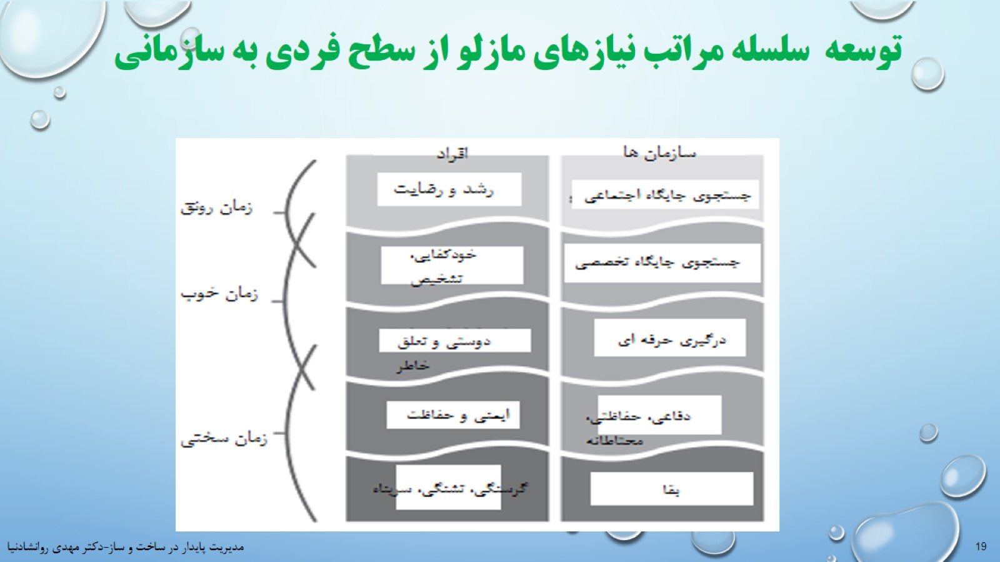 توسعه سلسله مراتب نیازهای مازلو از سطح فردی به سازمانی
سازمان ها
افراد
جستجوی جایگاه اجتماعی
رشد و رضایت
زمان رونق
جستجوی جایگاه تخصصی
خودکفایی،
تشخیص
زمان خوب
درگیری حرفه ای
دوستی و تعلق
خاطر
دفاعی، حفاظتی،
محتاطانه
ایمنی و حفاظت
زمان سختی
بقا
گرسنگی، تشنگی، سرپناه
مدیریت پایدار در ساخت و ساز-دکتر مهدی روانشادنیا
19